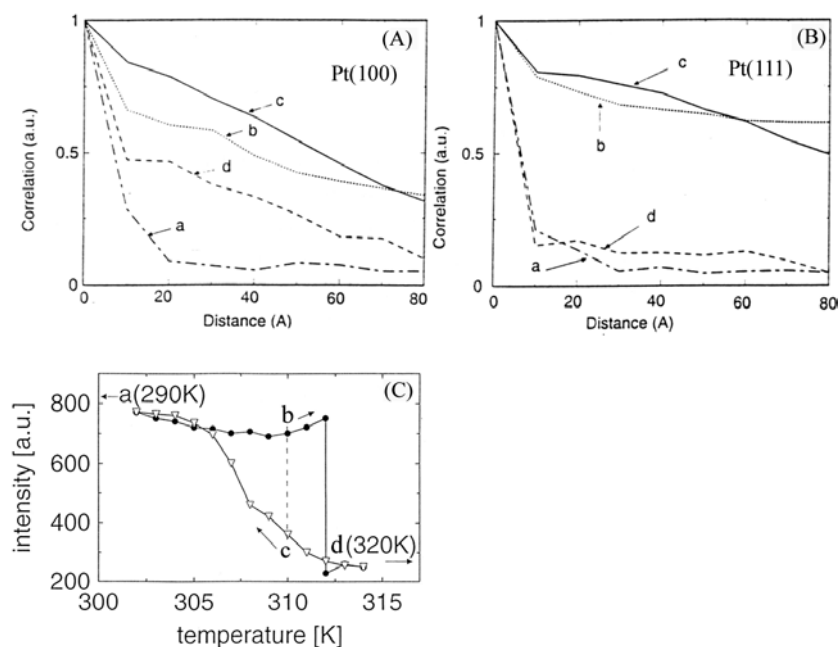 (A)
Pt(100)
Correlation (a.u.)
1
0.5
0
c
b
d
a
0 20 40 60 80
Distance (A)
(B)
Pt(111)
Correlation (a.u.)
1
0.5
0
c
b
d
a
0 20 40 60 80
Distance (A)
(C)
a(290K)
b
c
d(320K)
intensity [a.u.]
800
600
400
200
300 305 310 315
temperature [K]